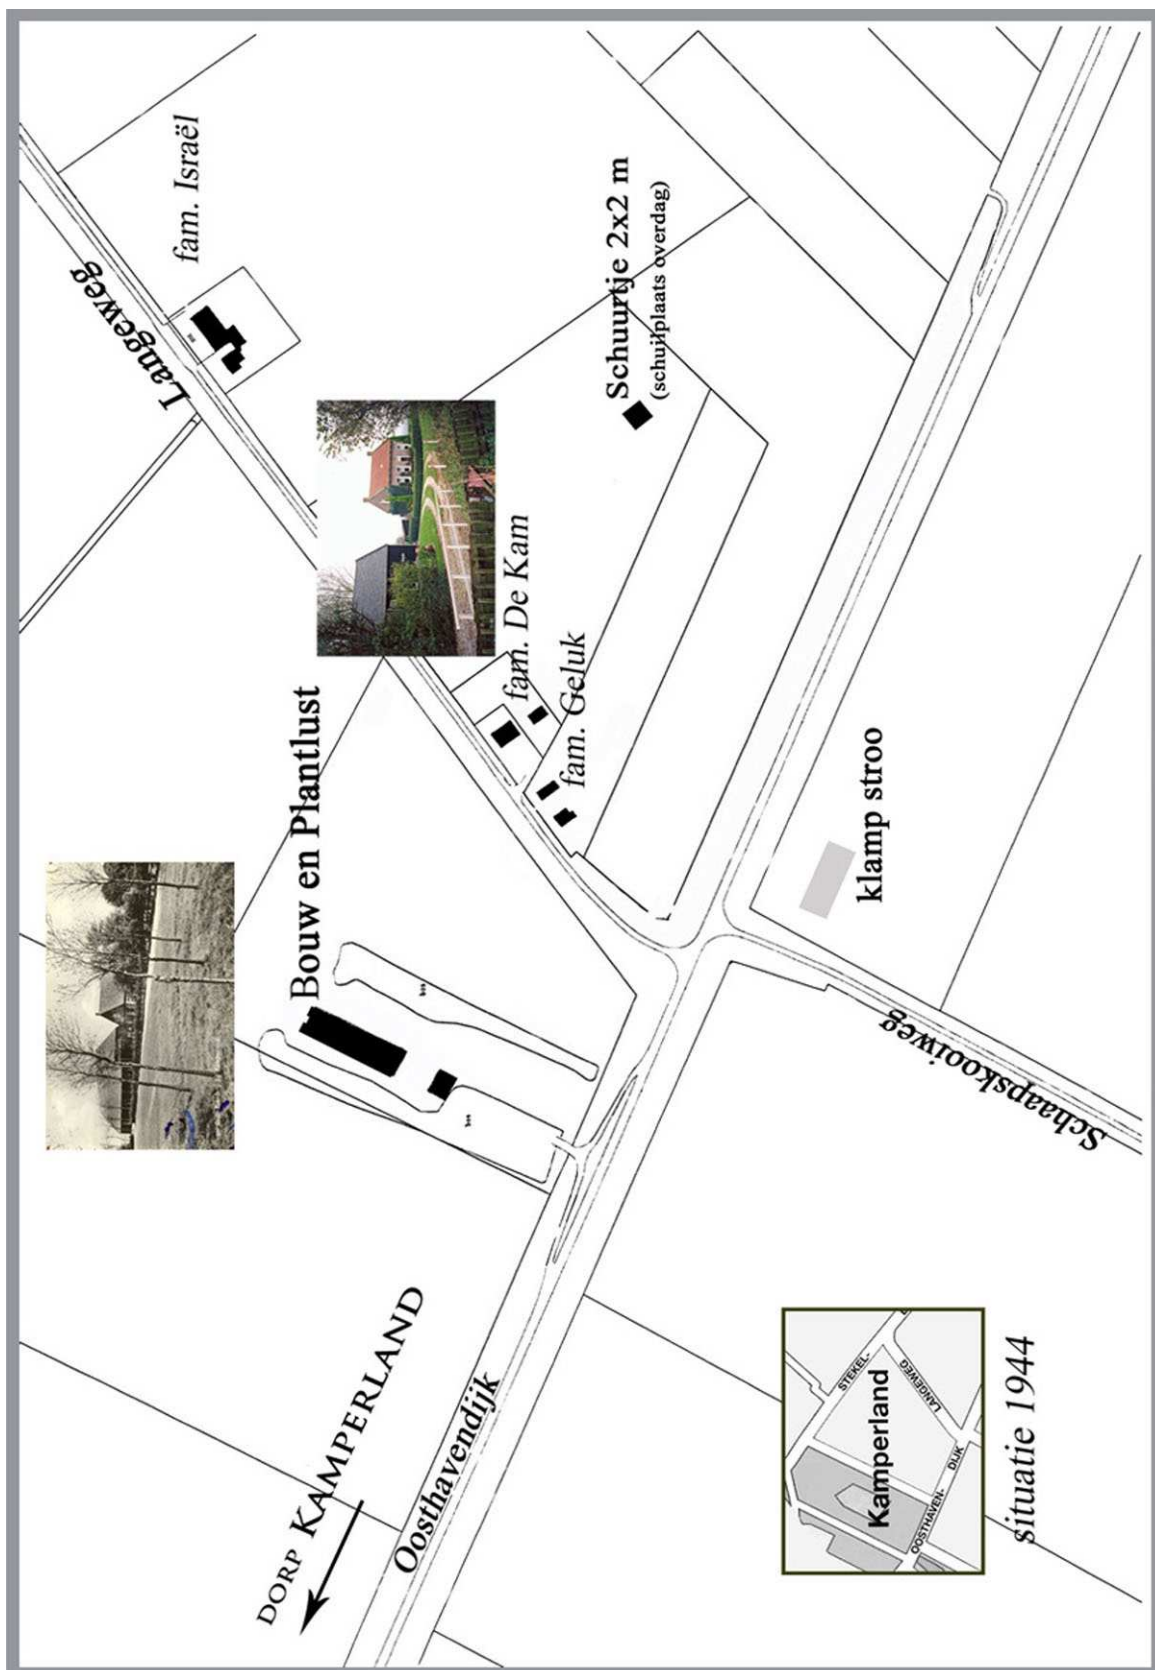 Langeweg
fam. Israël
Bouw en Plantlust
DORP KAMPERLAND
Oosthavendijk
fam. De Kam
fam. Geluk
Schuurtje 2x2 m
(schuilplaats overdag)
klamp stroo
Schaapskooiweg
STEKEL-
Kamperland
LANGEWEG
OOSTHAVEN-
DIJK
situatie 1944